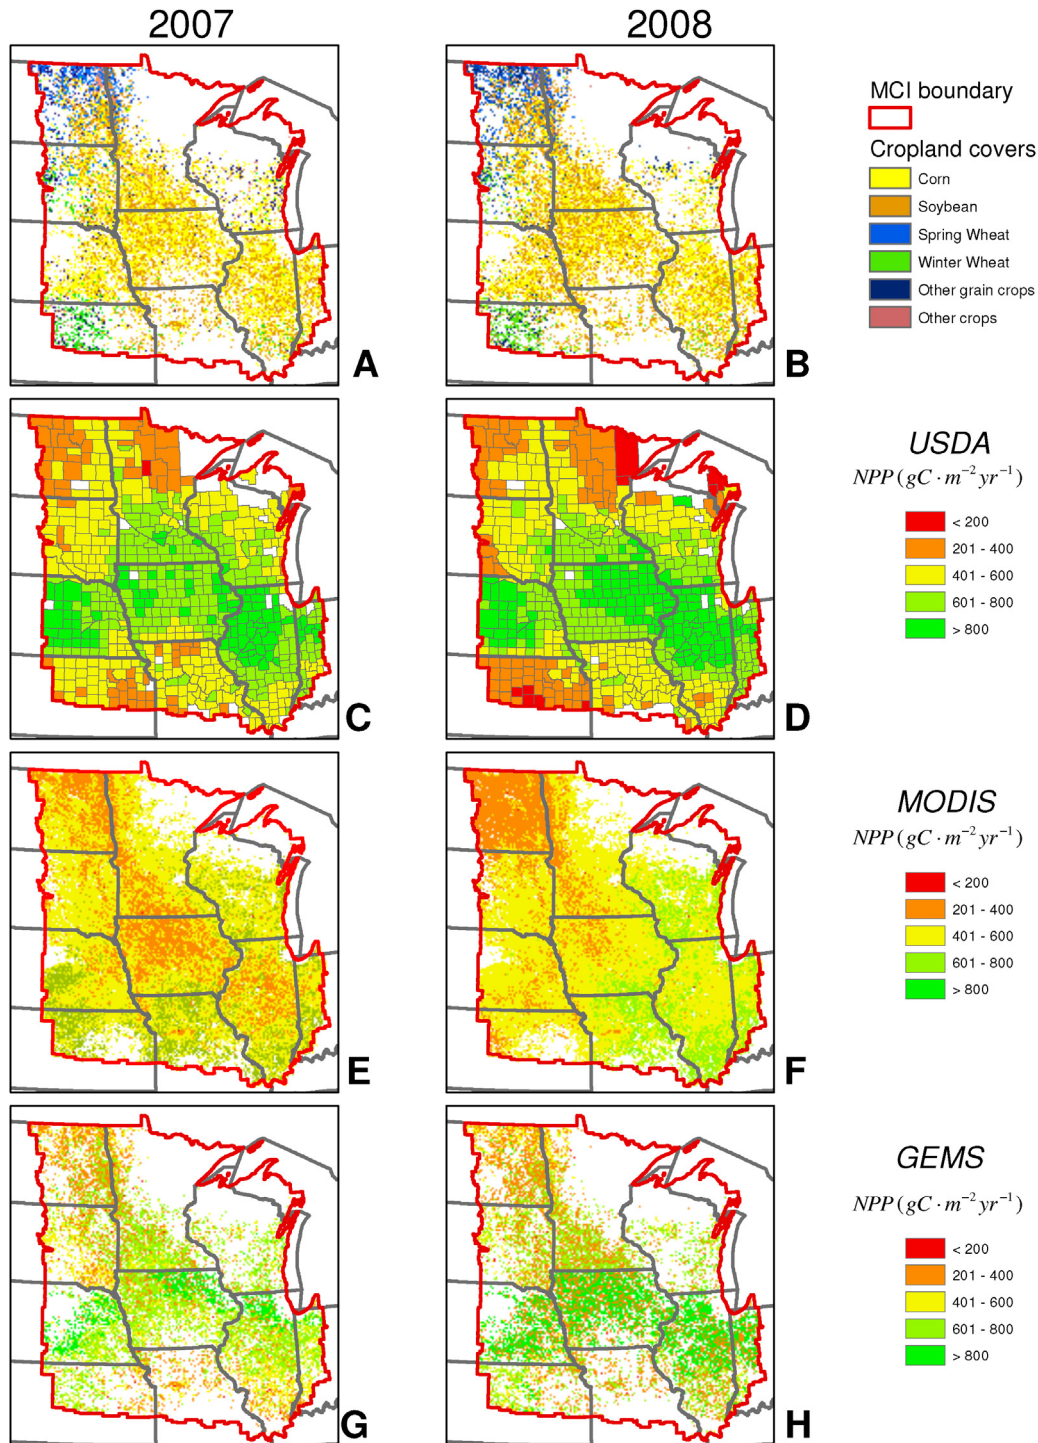 2007
2008
MCI boundary
Cropland covers
Corn
Soybean
Spring Wheat
Winter Wheat
Other grain crops
Other crops
A
B
USDA
NPP (gC · m⁻² yr⁻¹)
< 200
201 - 400
401 - 600
601 - 800
> 800
C
D
MODIS
NPP (gC · m⁻² yr⁻¹)
< 200
201 - 400
401 - 600
601 - 800
> 800
E
F
GEMS
NPP (gC · m⁻² yr⁻¹)
< 200
201 - 400
401 - 600
601 - 800
> 800
G
H